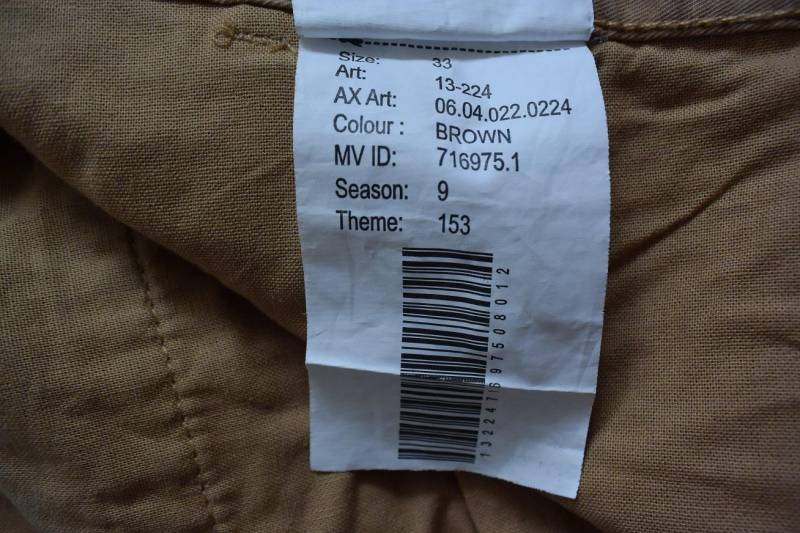 Size: 33
Art: 13-224
AX Art: 06.04.022.0224
Colour : BROWN
MV ID: 716975.1
Season: 9
Theme: 153
1322471697508012